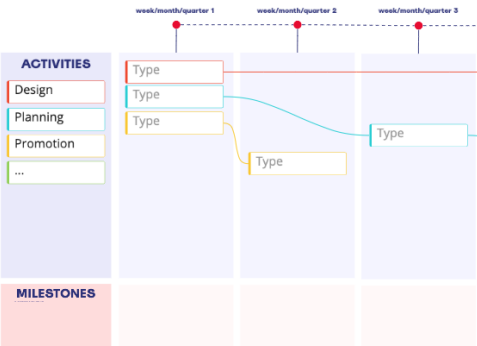 week/month/quarter 1
week/month/quarter 2
week/month/quarter 3
ACTIVITIES
Design
Planning
Promotion
...
Type
Type
Type
Type
Type
MILESTONES